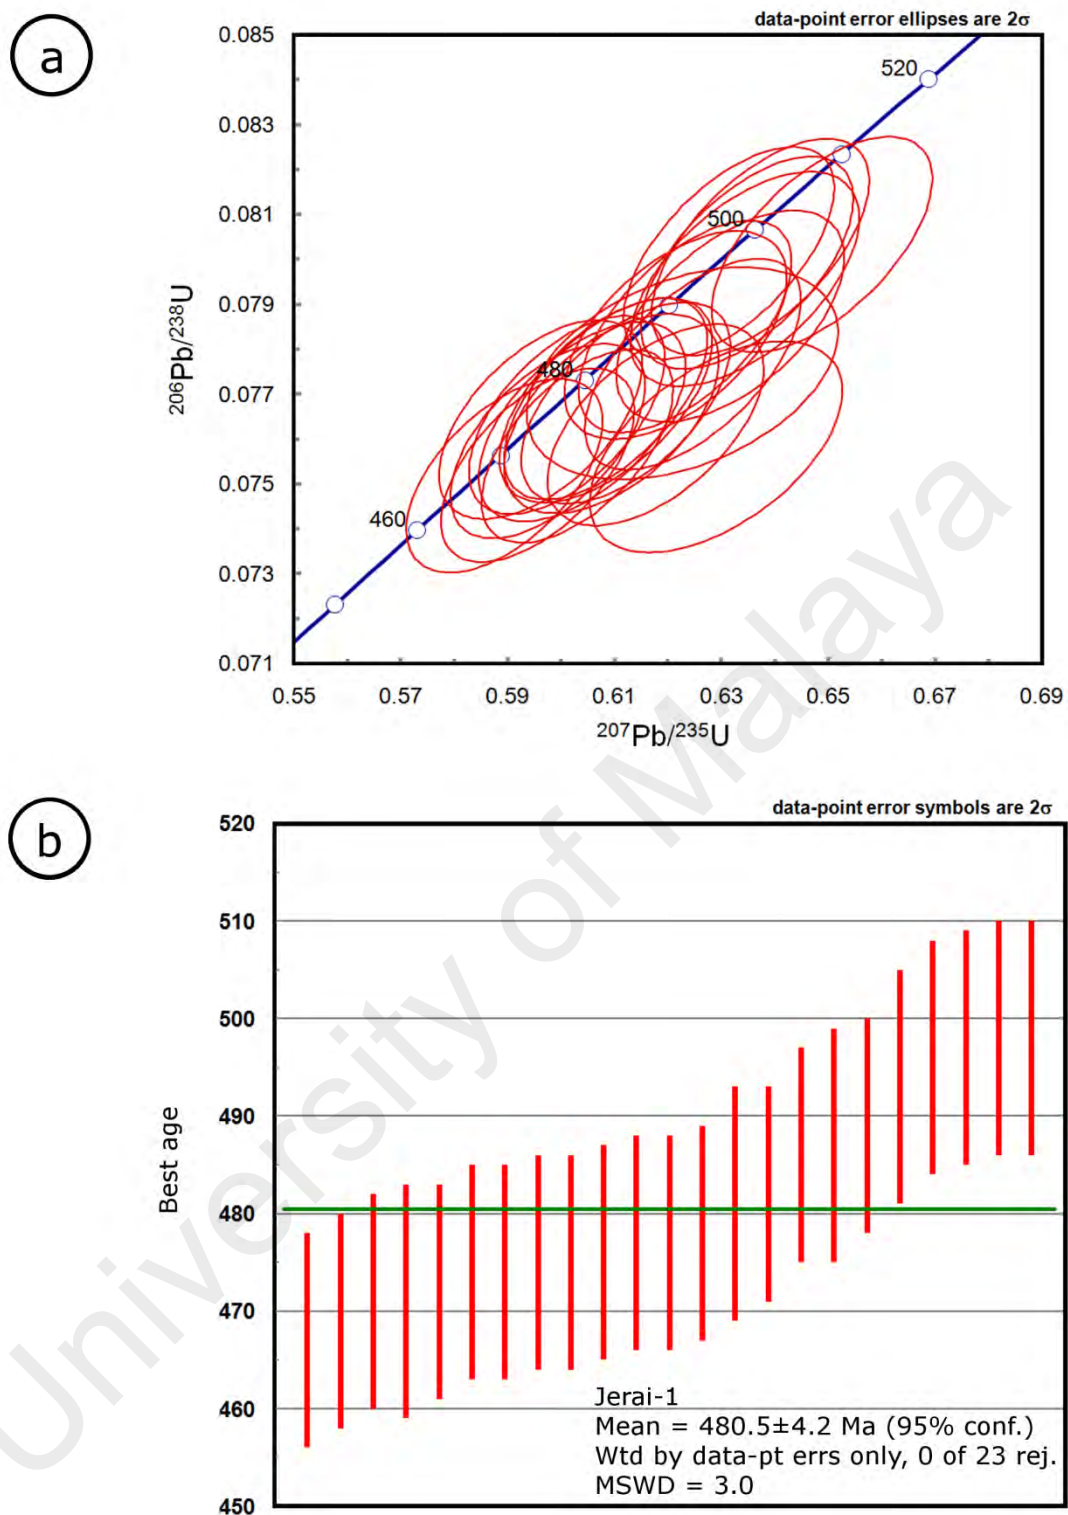 a
data-point error ellipses are 2σ
0.085
0.083
0.081
0.079
0.077
0.075
0.073
0.071
520
500
480
460
206Pb/238U
0.55 0.57 0.59 0.61 0.63 0.65 0.67 0.69
207Pb/235U
b
data-point error symbols are 2σ
520
510
500
490
480
470
460
450
Best age
Jerai-1
Mean = 480.5±4.2 Ma (95% conf.)
Wtd by data-pt errs only, 0 of 23 rej.
MSWD = 3.0
University of Malaya